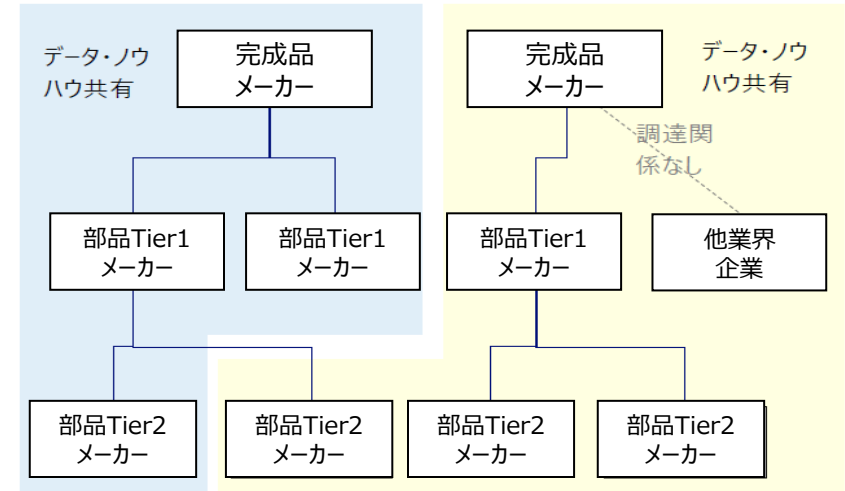 データ・ノウ
ハウ共有
完成品
メーカー
完成品
メーカー
データ・ノウ
ハウ共有
調達関
係なし
部品Tier1
メーカー
部品Tier1
メーカー
部品Tier1
メーカー
他業界
企業
部品Tier2
メーカー
部品Tier2
メーカー
部品Tier2
メーカー
部品Tier2
メーカー